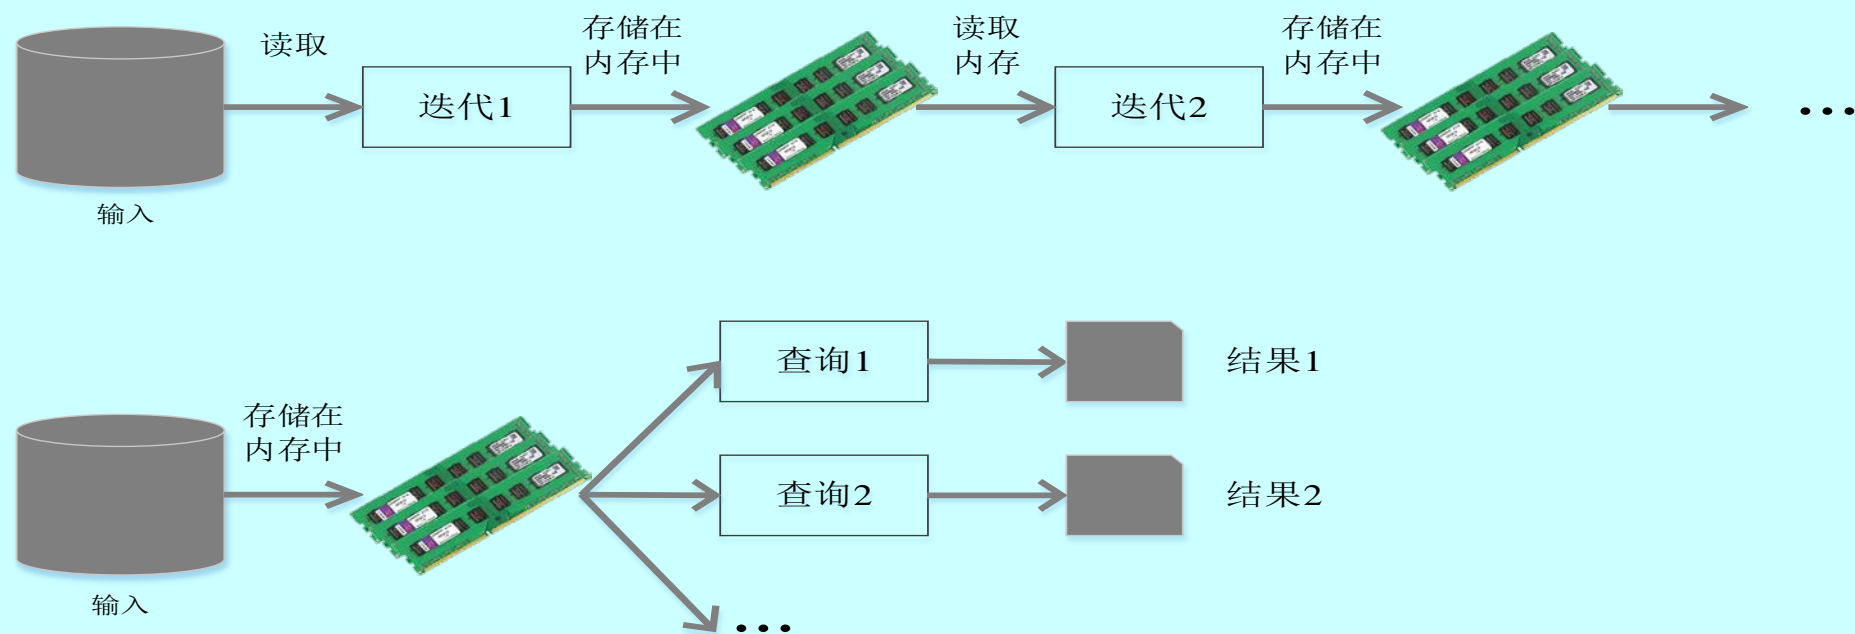 读取
存储在
内存中
读取
内存
存储在
内存中
迭代1
迭代2
...
输入
查询1
结果1
存储在
内存中
查询2
结果2
输入
...